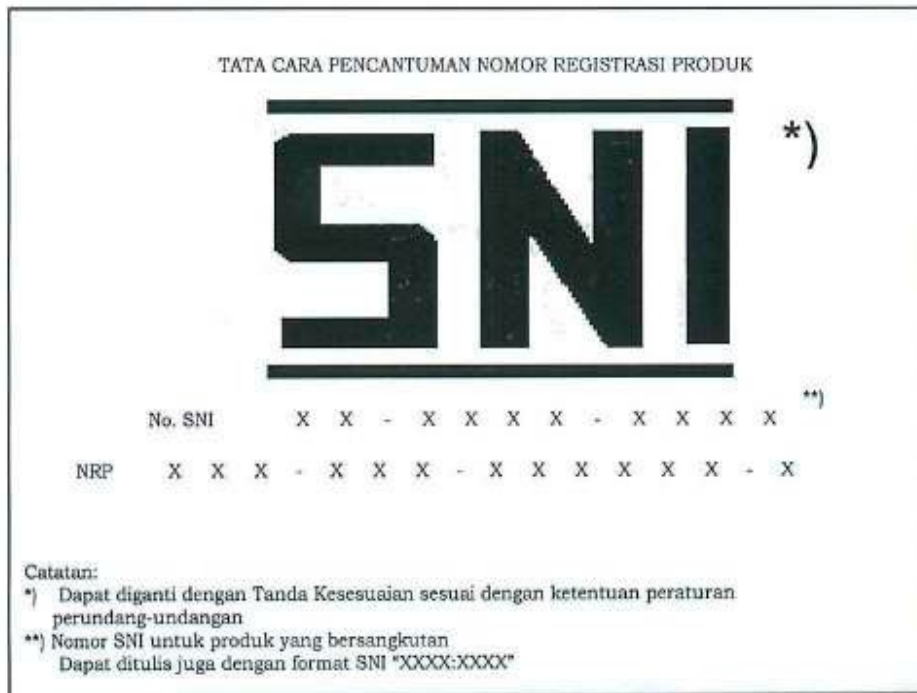 TATA CARA PENCANTUMAN NOMOR REGISTRASI PRODUK
SNI *)
No. SNI X X - X X X X - X X X X **)
NRP X X X - X X X - X X X X X X - X
Catatan:
*) Dapat diganti dengan Tanda Kesesuaian sesuai dengan ketentuan peraturan
perundang-undangan
**) Nomor SNI untuk produk yang bersangkutan
Dapat ditulis juga dengan format SNI "XXXX:XXXX"